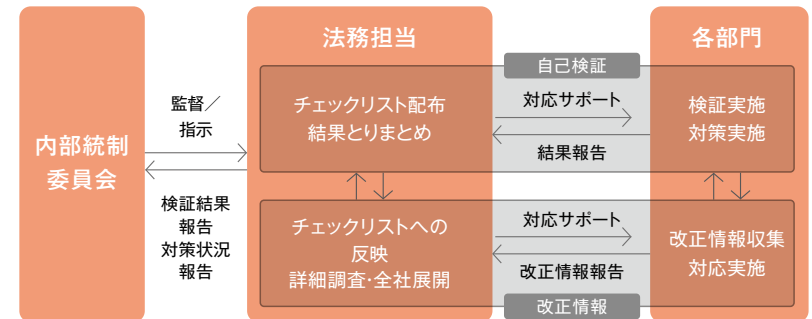 内部統制
委員会
監督／
指示
検証結果
報告
対策状況
報告
法務担当
各部門
自己検証
チェックリスト配布
結果とりまとめ
対応サポート
結果報告
検証実施
対策実施
チェックリストへの
反映
詳細調査・全社展開
対応サポート
改正情報報告
改正情報収集
対応実施
改正情報